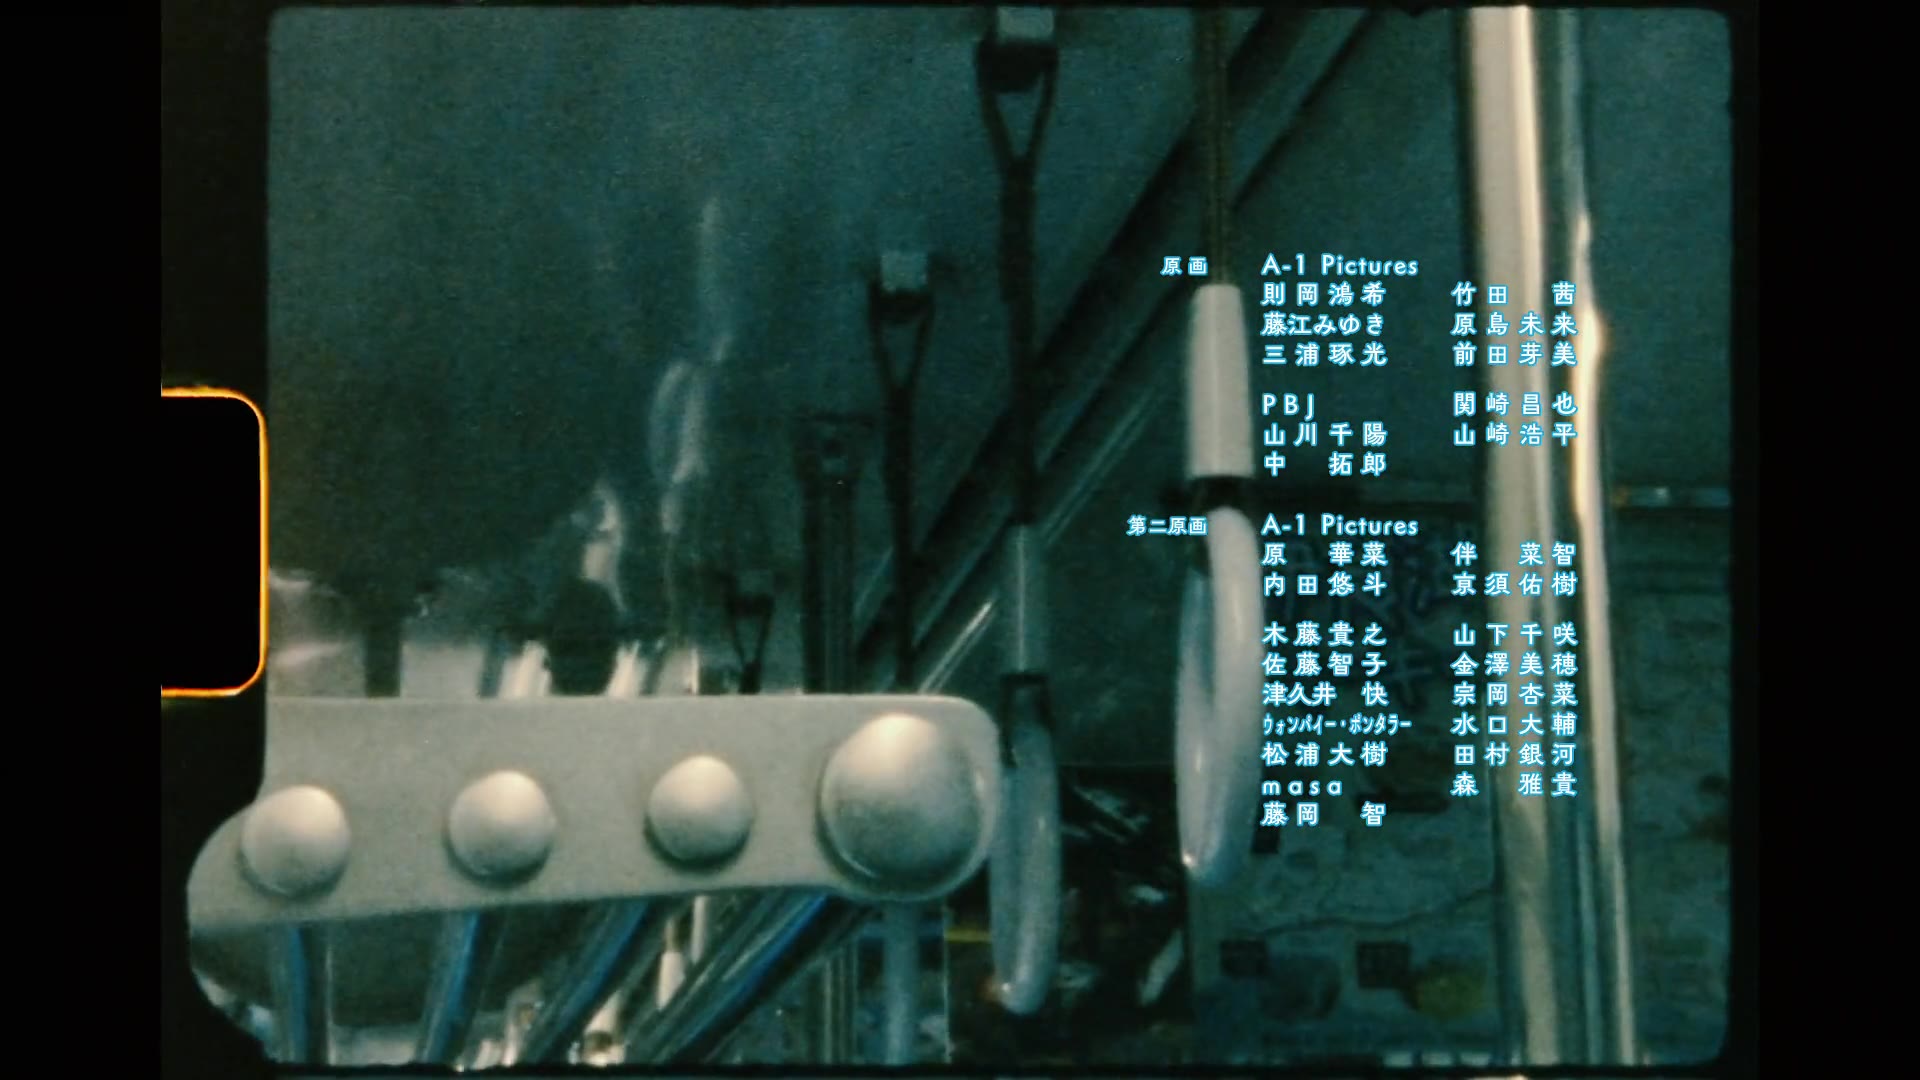 原画 A-1 Pictures
則岡鴻希 竹田 茜
藤江みゆき 原島未来
三浦琢光 前田芽美
PBJ 関崎昌也
山川千陽 山崎浩平
中 拓郎
第二原画 A-1 Pictures
原 華菜 伴 菜智
内田悠斗 亰須佑樹
木藤貴之 山下千咲
佐藤智子 金澤美穂
津久井 快 宗岡杏菜
ウォンパイー・ポンタラー 水口大輔
松浦大樹 田村銀河
masa 森 雅貴
藤岡 智